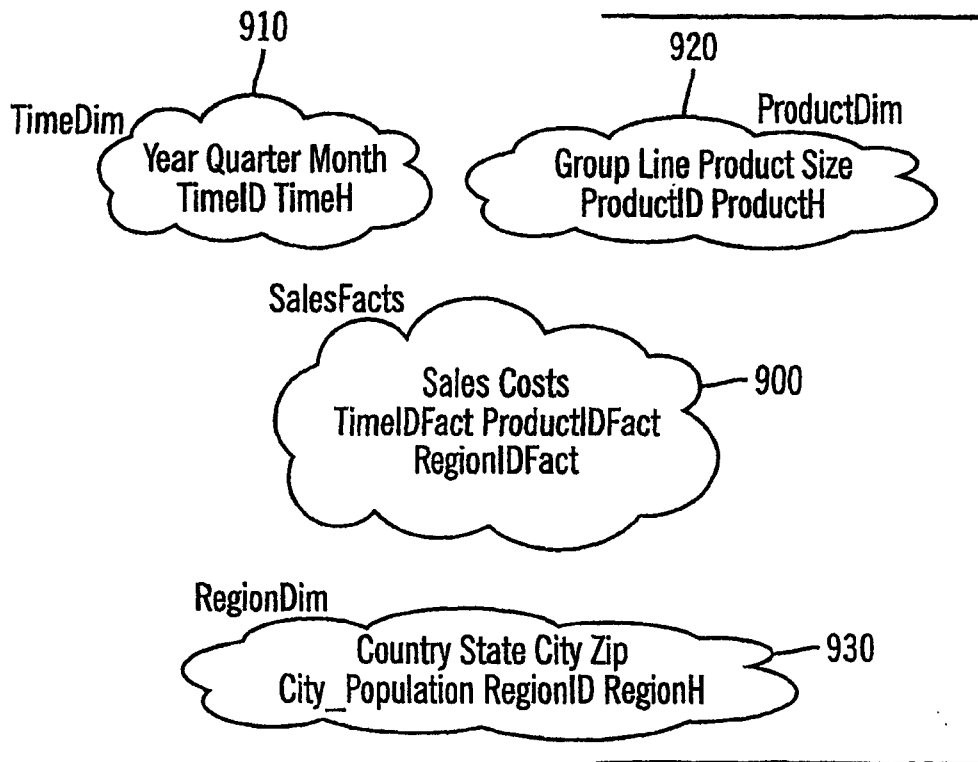 910
TimeDim
Year Quarter Month
TimeID TimeH
920
ProductDim
Group Line Product Size
ProductID ProductH
SalesFacts
Sales Costs
TimeIDFact ProductIDFact
RegionIDFact
900
RegionDim
Country State City Zip
City_Population RegionID RegionH
930